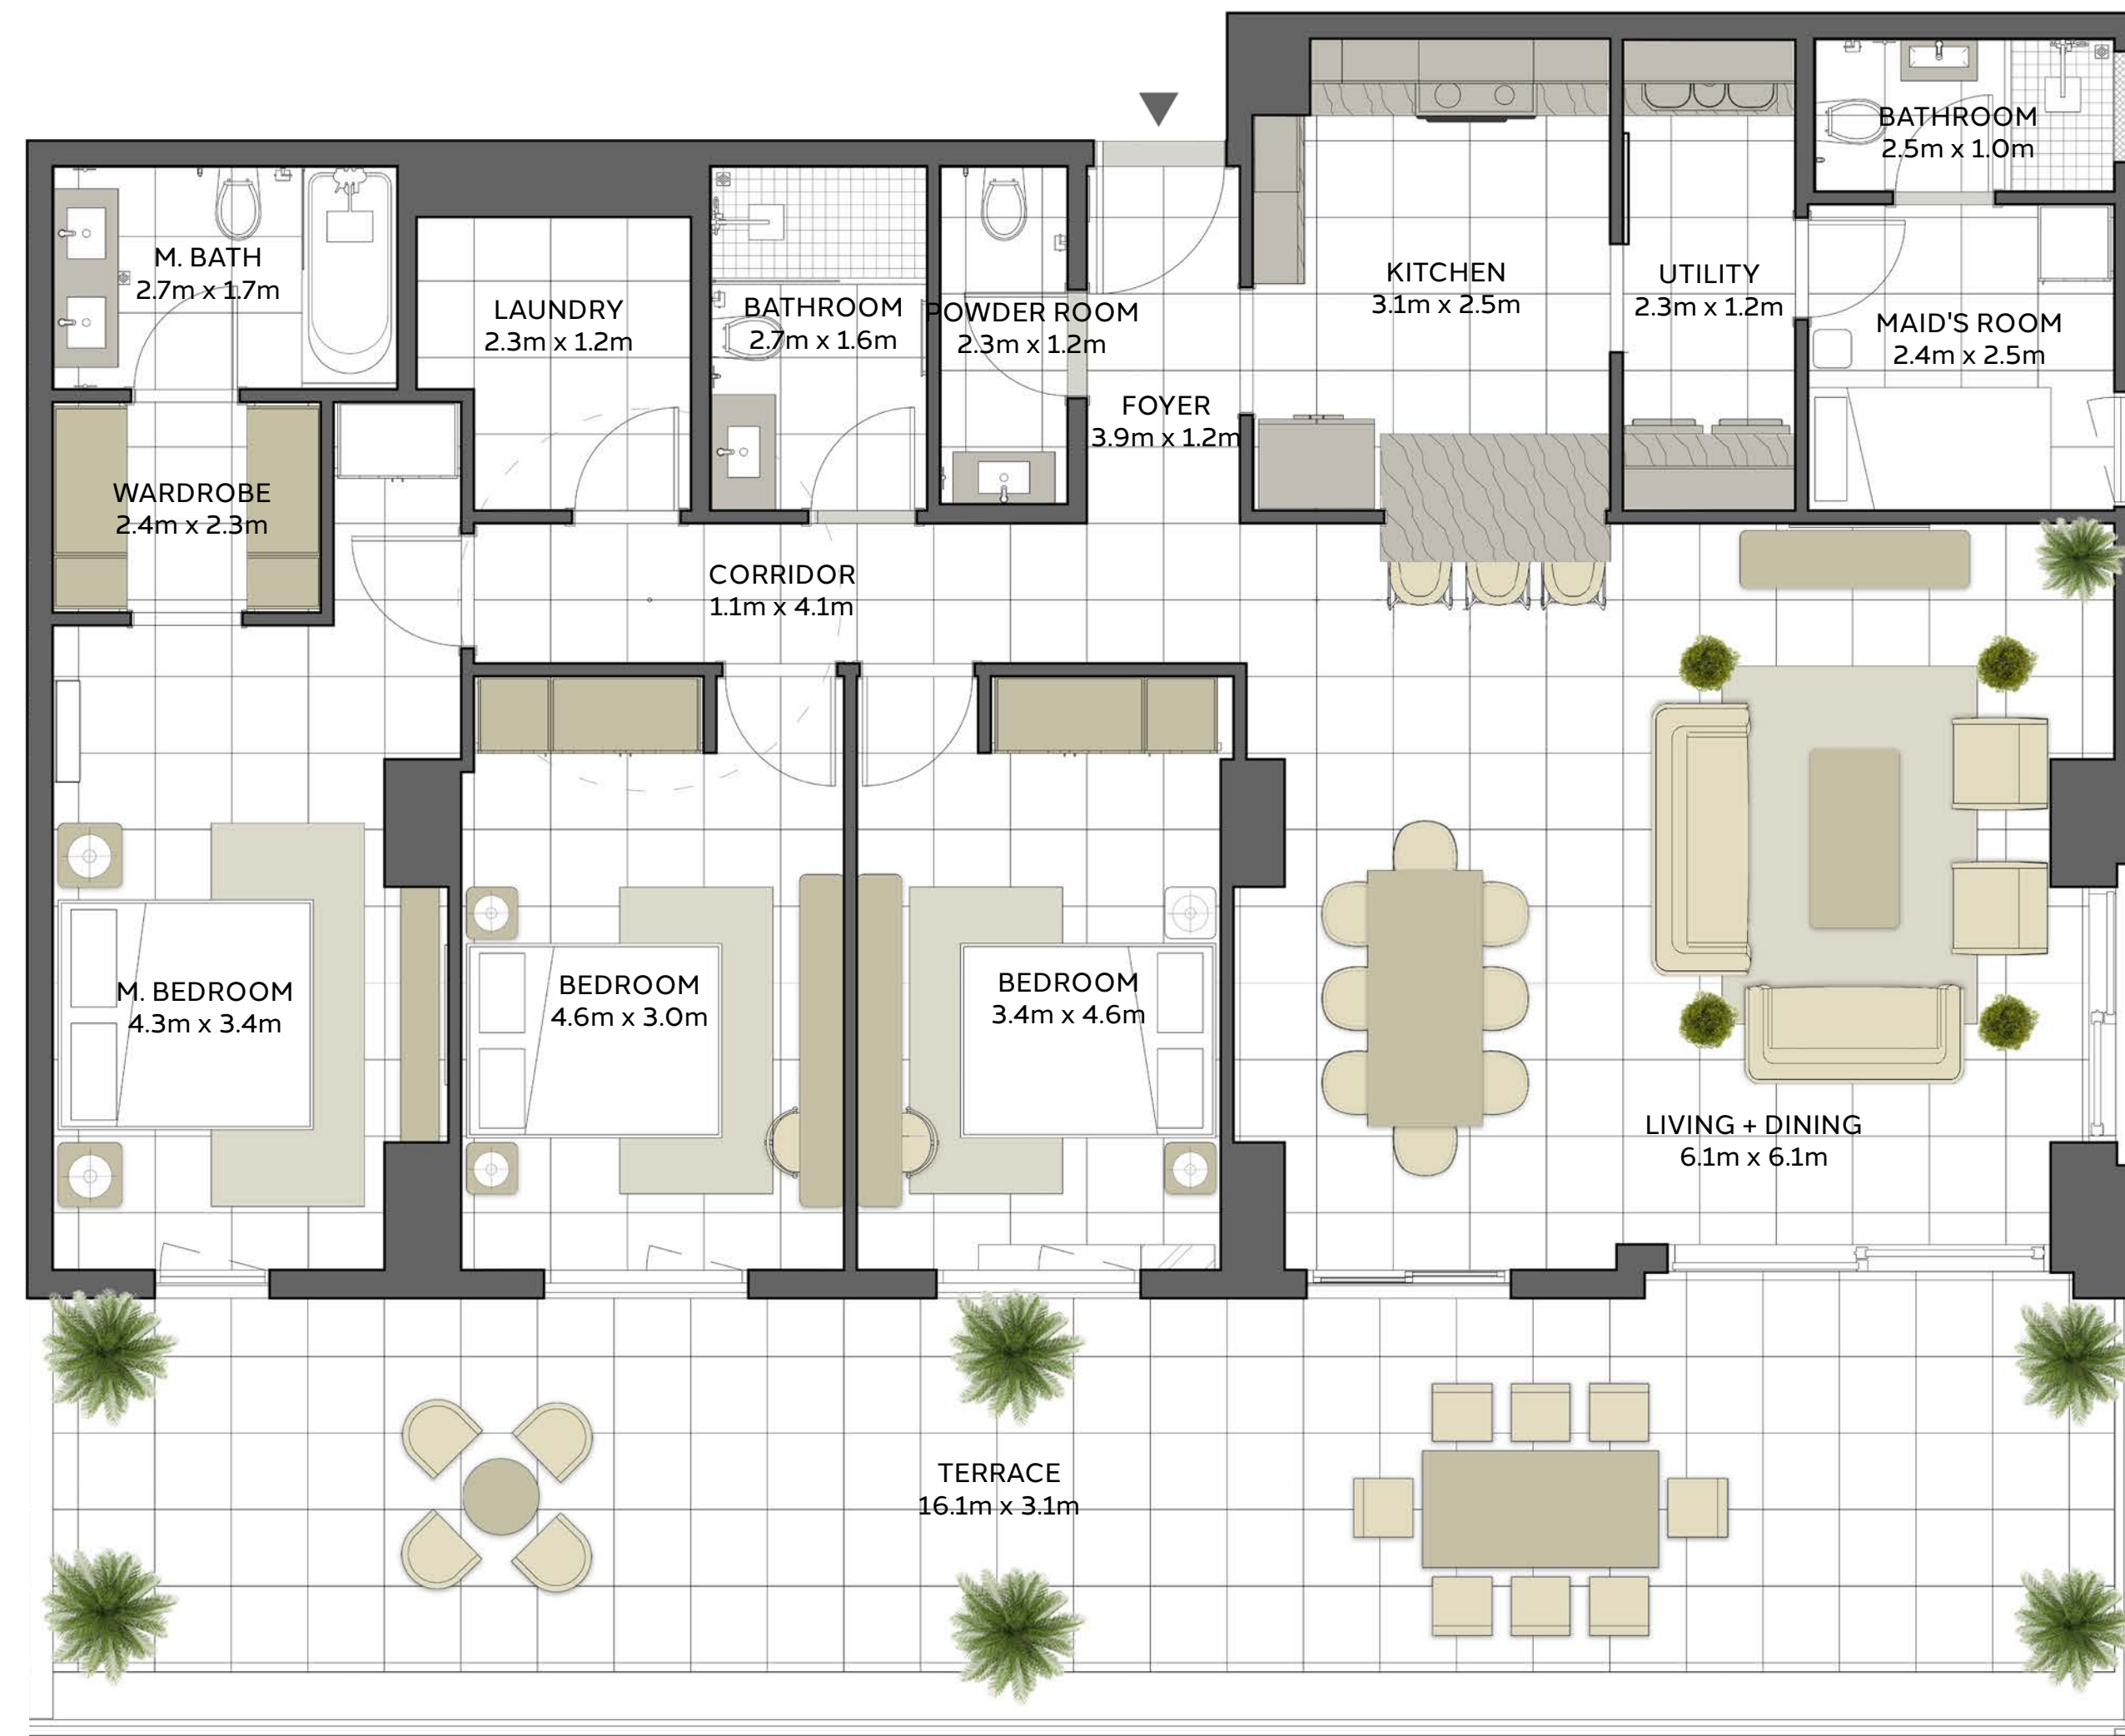 BATHROOM
2.5m x 1.0m
M. BATH
2.7m x 1.7m
LAUNDRY
2.3m x 1.2m
BATHROOM
2.7m x 1.6m
POWDER ROOM
2.3m x 1.2m
KITCHEN
3.1m x 2.5m
UTILITY
2.3m x 1.2m
MAID'S ROOM
2.4m x 2.5m
FOYER
3.9m x 1.2m
WARDROBE
2.4m x 2.3m
CORRIDOR
1.1m x 4.1m
M. BEDROOM
4.3m x 3.4m
BEDROOM
4.6m x 3.0m
BEDROOM
3.4m x 4.6m
LIVING + DINING
6.1m x 6.1m
TERRACE
16.1m x 3.1m